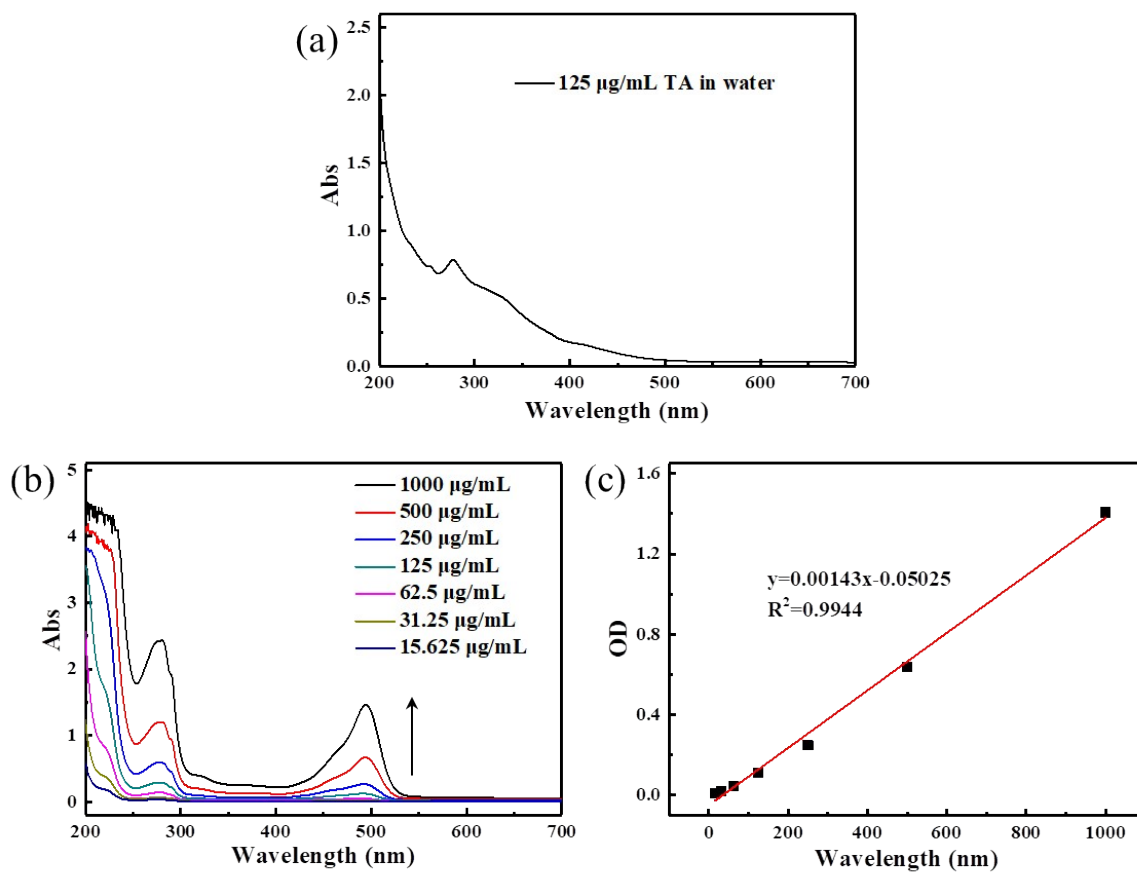 (a)
2.5
2.0
1.5
1.0
0.5
0.0
Abs
125 μg/mL TA in water
200 300 400 500 600 700
Wavelength (nm)
(b)
5
4
3
2
1
0
Abs
1000 μg/mL
500 μg/mL
250 μg/mL
125 μg/mL
62.5 μg/mL
31.25 μg/mL
15.625 μg/mL
200 300 400 500 600 700
Wavelength (nm)
(c)
1.6
1.2
0.8
0.4
0.0
OD
y=0.00143x-0.05025
R²=0.9944
0 200 400 600 800 1000
Wavelength (nm)